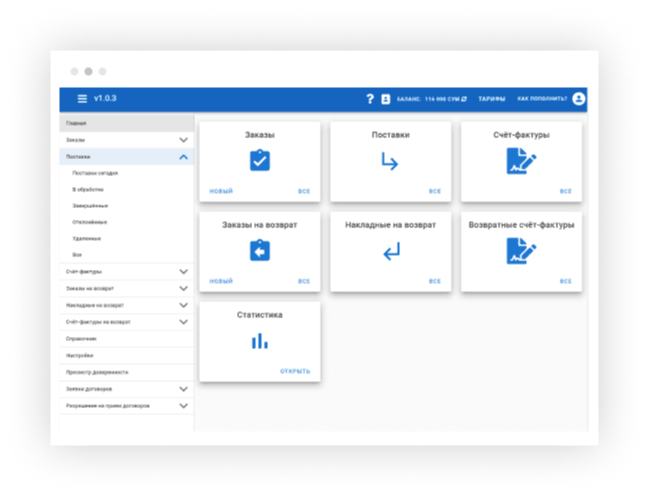 v1.0.3
БАЛАНС: 116 000 СУМ
ТАРИФЫ
КАК ПОПОЛНИТЬ?
Главная
Заказы
Поставки
Поставки сегодня
В обработке
Завершённые
Отклонённые
Удаленные
Все
Счёт-фактуры
Заказы на возврат
Накладные на возврат
Счёт-фактуры на возврат
Справочник
Настройки
Просмотр доверенности
Заявки договоров
Разрешение на прием договоров
Заказы
НОВЫЙ ВСЕ
Поставки
ВСЕ
Счёт-фактуры
ВСЕ
Заказы на возврат
НОВЫЙ ВСЕ
Накладные на возврат
ВСЕ
Возвратные счёт-фактуры
ВСЕ
Статистика
ОТКРЫТЬ